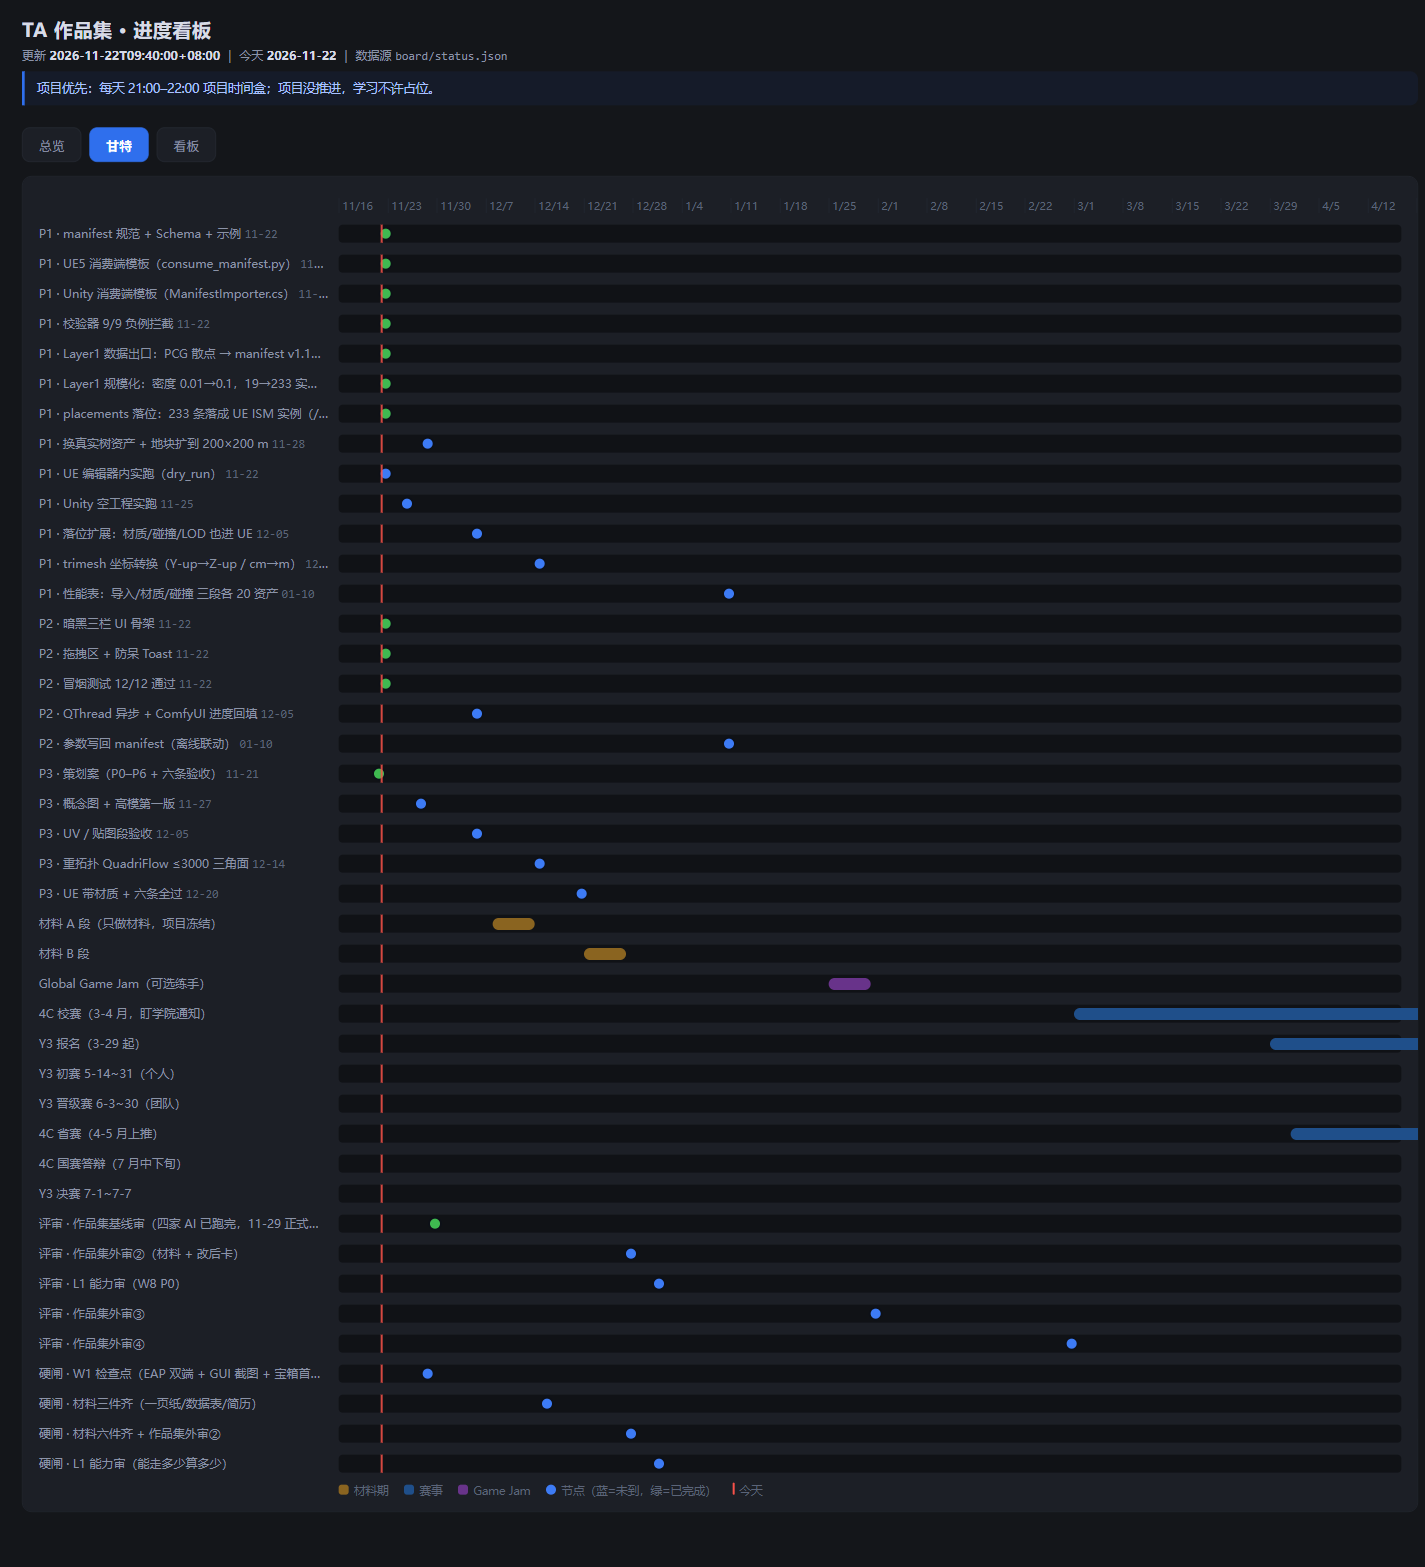 TA 作品集 • 进度看板
更新 2026-11-22T09:40:00+08:00 | 今天 2026-11-22 | 数据源 board/status.json
项目优先：每天 21:00–22:00 项目时间盒；项目没推进，学习不许占位。
总览 甘特 看板
11/16 11/23 11/30 12/7 12/14 12/21 12/28 1/4 1/11 1/18 1/25 2/1 2/8 2/15 2/22 3/1 3/8 3/15 3/22 3/29 4/5 4/12
P1 · manifest 规范 + Schema + 示例 11-22
P1 · UE5 消费端模板（consume_manifest.py） 11...
P1 · Unity 消费端模板（ManifestImporter.cs） 11-...
P1 · 校验器 9/9 负例拦截 11-22
P1 · Layer1 数据出口：PCG 散点 → manifest v1.1...
P1 · Layer1 规模化：密度 0.01→0.1，19→233 实...
P1 · placements 落位：233 条落成 UE ISM 实例（/...
P1 · 换真实树资产 + 地块扩到 200×200 m 11-28
P1 · UE 编辑器内实跑（dry_run） 11-22
P1 · Unity 空工程实跑 11-25
P1 · 落位扩展：材质/碰撞/LOD 也进 UE 12-05
P1 · trimesh 坐标转换（Y-up→Z-up / cm→m） 12...
P1 · 性能表：导入/材质/碰撞 三段各 20 资产 01-10
P2 · 暗黑三栏 UI 骨架 11-22
P2 · 拖拽区 + 防呆 Toast 11-22
P2 · 冒烟测试 12/12 通过 11-22
P2 · QThread 异步 + ComfyUI 进度回填 12-05
P2 · 参数写回 manifest（离线联动） 01-10
P3 · 策划案（P0–P6 + 六条验收） 11-21
P3 · 概念图 + 高模第一版 11-27
P3 · UV / 贴图段验收 12-05
P3 · 重拓扑 QuadriFlow ≤3000 三角面 12-14
P3 · UE 带材质 + 六条全过 12-20
材料 A 段（只做材料，项目冻结）
材料 B 段
Global Game Jam（可选练手）
4C 校赛（3-4 月，盯学院通知）
Y3 报名（3-29 起）
Y3 初赛 5-14~31（个人）
Y3 晋级赛 6-3~30（团队）
4C 省赛（4-5 月上推）
4C 国赛答辩（7 月中下旬）
Y3 决赛 7-1~7-7
评审 · 作品集基线审（四家 AI 已跑完，11-29 正式...
评审 · 作品集外审②（材料 + 改后卡）
评审 · L1 能力审（W8 P0）
评审 · 作品集外审③
评审 · 作品集外审④
硬闸 · W1 检查点（EAP 双端 + GUI 截图 + 宝箱首...
硬闸 · 材料三件齐（一页纸/数据表/简历）
硬闸 · 材料六件齐 + 作品集外审②
硬闸 · L1 能力审（能走多少算多少）
材料期 赛事 Game Jam 节点（蓝=未到，绿=已完成） 今天